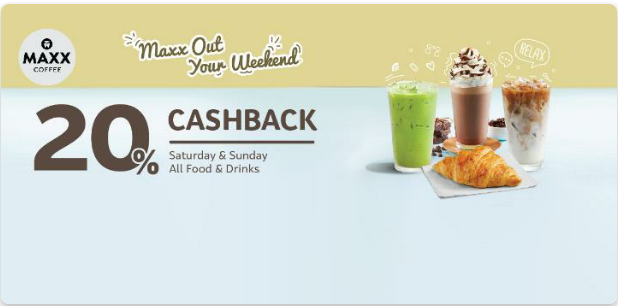 MAXX
COFFEE
Maxx Out
Your Weekend
RELAX
20%
CASHBACK
Saturday & Sunday
All Food & Drinks